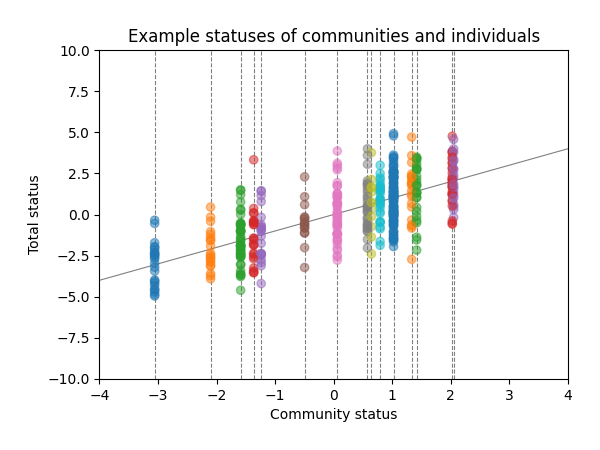 Example statuses of communities and individuals
10.0
7.5
5.0
2.5
0.0
−2.5
−5.0
−7.5
−10.0
Total status
−4 −3 −2 −1 0 1 2 3 4
Community status